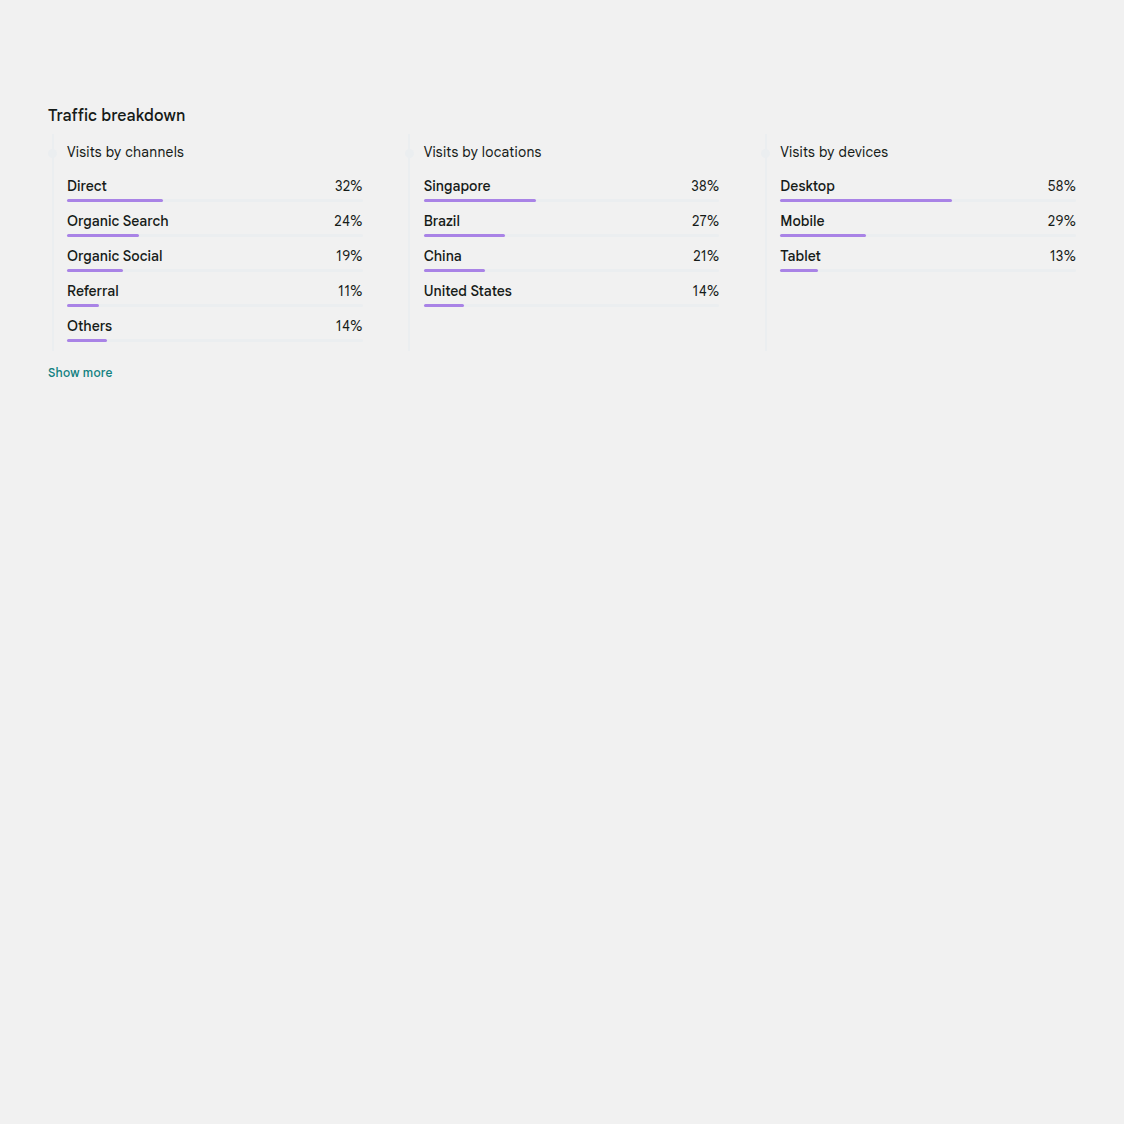 Traffic breakdown
Visits by channels
Direct 32%
Organic Search 24%
Organic Social 19%
Referral 11%
Others 14%
Visits by locations
Singapore 38%
Brazil 27%
China 21%
United States 14%
Visits by devices
Desktop 58%
Mobile 29%
Tablet 13%
Show more